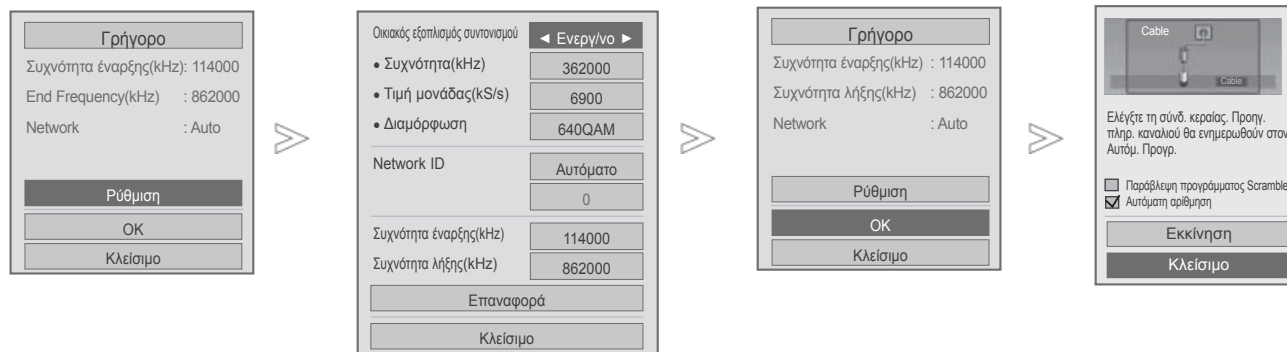 Γρήγορο
Συχνότητα έναρξης(kHz): 114000
End Frequency(kHz) : 862000
Network : Auto
Ρύθμιση
OK
Κλείσιμο
Οικιακός εξοπλισμός συντονισμού ◄ Ενεργ/νο ►
• Συχνότητα(kHz) 362000
• Τιμή μονάδας(kS/s) 6900
• Διαμόρφωση 640QAM
Network ID Αυτόματο
0
Συχνότητα έναρξης(kHz) 114000
Συχνότητα λήξης(kHz) 862000
Επαναφορά
Κλείσιμο
Γρήγορο
Συχνότητα έναρξης(kHz) : 114000
Συχνότητα λήξης(kHz) : 862000
Network : Auto
Ρύθμιση
OK
Κλείσιμο
Cable
Cable
Ελέγξτε τη σύνδ. κεραίας. Προηγ.
πληρ. καναλιού θα ενημερωθούν στον
Αυτόμ. Προγρ.
Παράβλεψη προγράμματος Scramble
Αυτόματη αρίθμηση
Εκκίνηση
Κλείσιμο